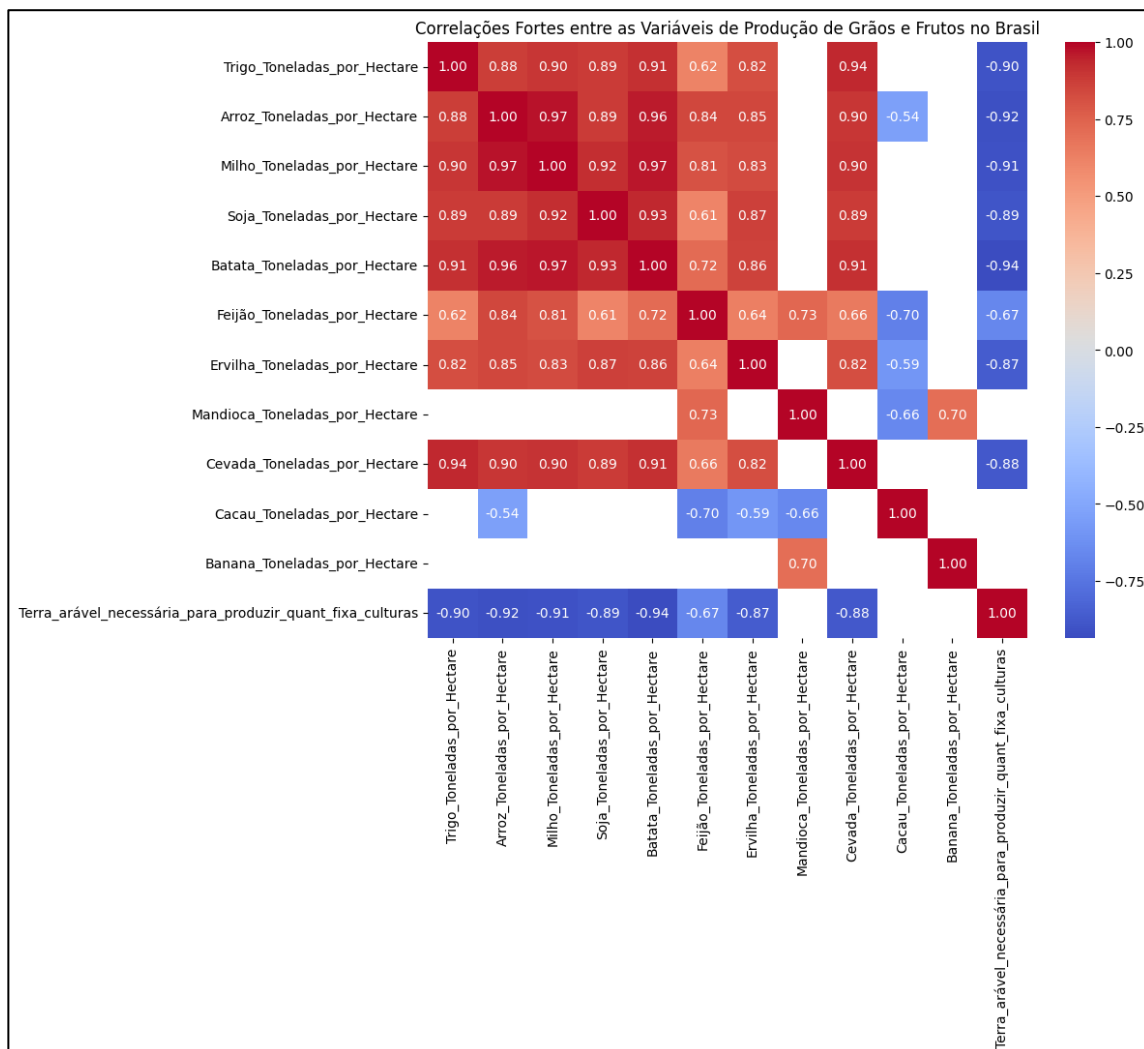 Correlações Fortes entre as Variáveis de Produção de Grãos e Frutos no Brasil
Trigo_Toneladas_por_Hectare 1.00 0.88 0.90 0.89 0.91 0.62 0.82 0.94 -0.90
Arroz_Toneladas_por_Hectare 0.88 1.00 0.97 0.89 0.96 0.84 0.85 0.90 -0.54 -0.92
Milho_Toneladas_por_Hectare 0.90 0.97 1.00 0.92 0.97 0.81 0.83 0.90 -0.91
Soja_Toneladas_por_Hectare 0.89 0.89 0.92 1.00 0.93 0.61 0.87 0.89 -0.89
Batata_Toneladas_por_Hectare 0.91 0.96 0.97 0.93 1.00 0.72 0.86 0.91 -0.94
Feijão_Toneladas_por_Hectare 0.62 0.84 0.81 0.61 0.72 1.00 0.64 0.73 0.66 -0.70 -0.67
Ervilha_Toneladas_por_Hectare 0.82 0.85 0.83 0.87 0.86 0.64 1.00 0.82 -0.59 -0.87
Mandioca_Toneladas_por_Hectare 0.73 1.00 -0.66 0.70
Cevada_Toneladas_por_Hectare 0.94 0.90 0.90 0.89 0.91 0.66 0.82 1.00 -0.88
Cacau_Toneladas_por_Hectare -0.54 -0.70 -0.59 -0.66 1.00
Banana_Toneladas_por_Hectare 0.70 1.00
Terra_arável_necessária_para_produzir_quant_fixa_culturas -0.90 -0.92 -0.91 -0.89 -0.94 -0.67 -0.87 -0.88 1.00
Trigo_Toneladas_por_Hectare
Arroz_Toneladas_por_Hectare
Milho_Toneladas_por_Hectare
Soja_Toneladas_por_Hectare
Batata_Toneladas_por_Hectare
Feijão_Toneladas_por_Hectare
Ervilha_Toneladas_por_Hectare
Mandioca_Toneladas_por_Hectare
Cevada_Toneladas_por_Hectare
Cacau_Toneladas_por_Hectare
Banana_Toneladas_por_Hectare
Terra_arável_necessária_para_produzir_quant_fixa_culturas
1.00
0.75
0.50
0.25
0.00
−0.25
−0.50
−0.75